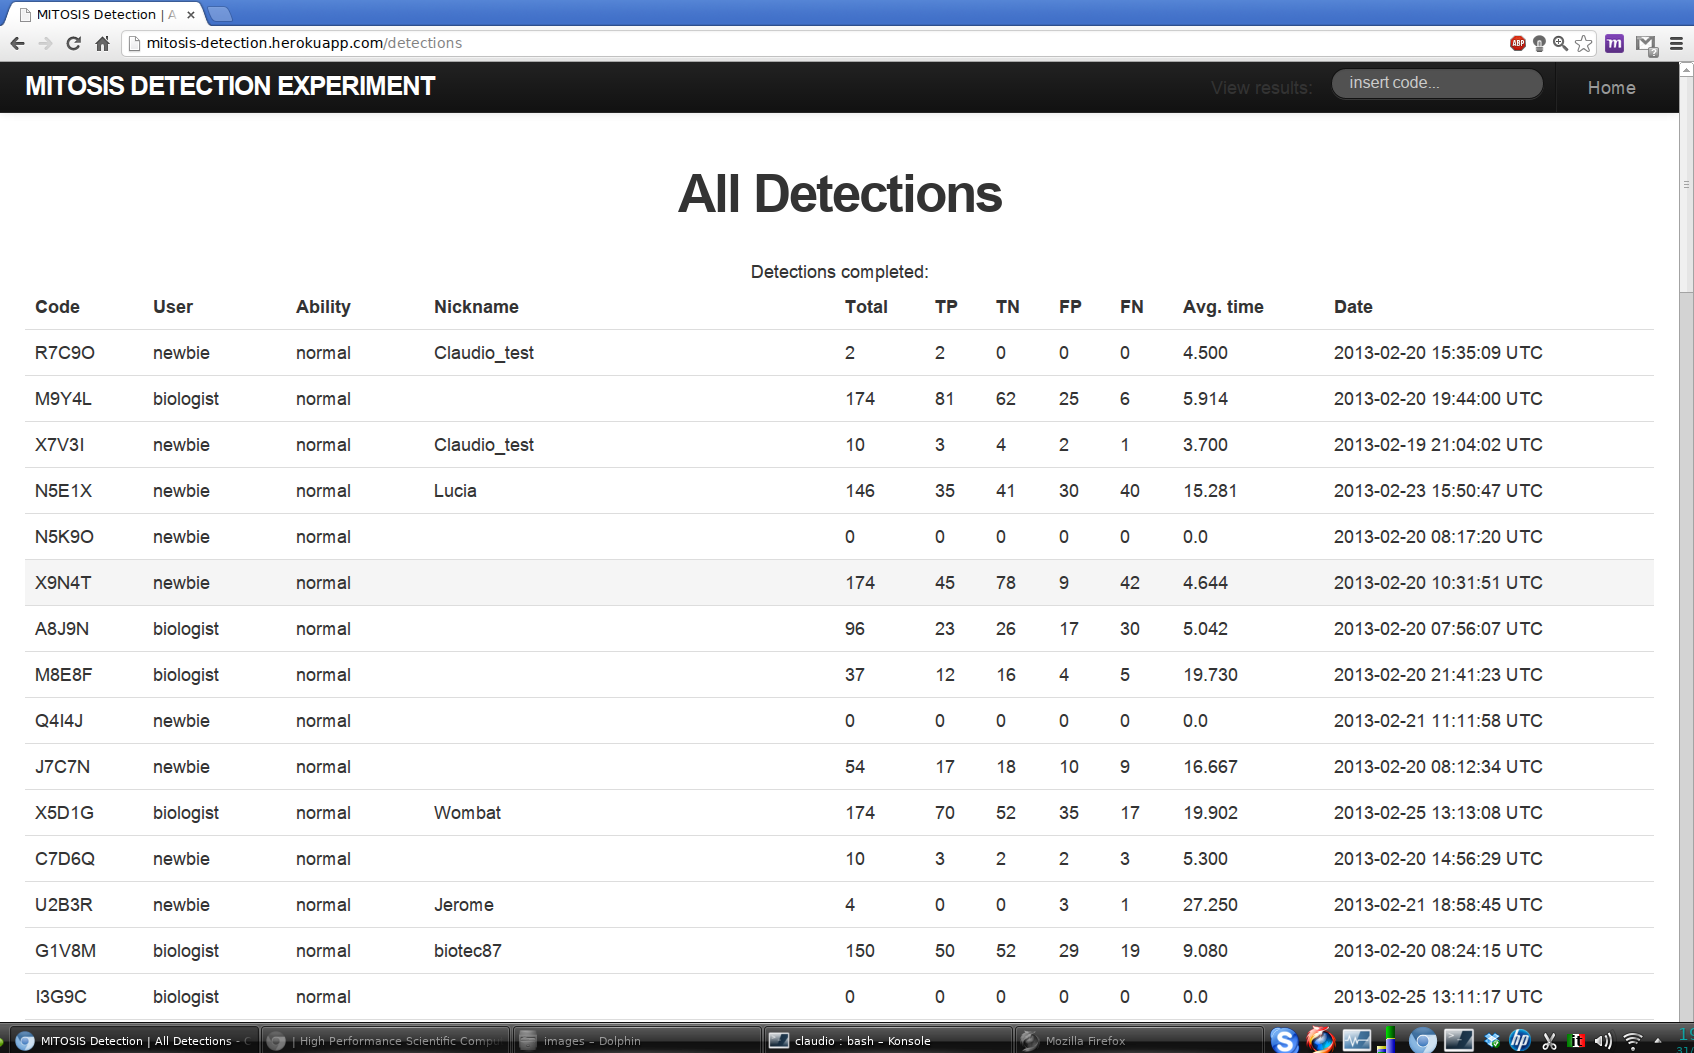 MITOSIS Detection | A
mitosis-detection.herokuapp.com/detections
ABP m
MITOSIS DETECTION EXPERIMENT View results: insert code... Home
All Detections
Detections completed:
Code User Ability Nickname Total TP TN FP FN Avg. time Date
R7C9O newbie normal Claudio_test 2 2 0 0 0 4.500 2013-02-20 15:35:09 UTC
M9Y4L biologist normal 174 81 62 25 6 5.914 2013-02-20 19:44:00 UTC
X7V3I newbie normal Claudio_test 10 3 4 2 1 3.700 2013-02-19 21:04:02 UTC
N5E1X newbie normal Lucia 146 35 41 30 40 15.281 2013-02-23 15:50:47 UTC
N5K9O newbie normal 0 0 0 0 0 0.0 2013-02-20 08:17:20 UTC
X9N4T newbie normal 174 45 78 9 42 4.644 2013-02-20 10:31:51 UTC
A8J9N biologist normal 96 23 26 17 30 5.042 2013-02-20 07:56:07 UTC
M8E8F biologist normal 37 12 16 4 5 19.730 2013-02-20 21:41:23 UTC
Q4I4J newbie normal 0 0 0 0 0 0.0 2013-02-21 11:11:58 UTC
J7C7N newbie normal 54 17 18 10 9 16.667 2013-02-20 08:12:34 UTC
X5D1G biologist normal Wombat 174 70 52 35 17 19.902 2013-02-25 13:13:08 UTC
C7D6Q newbie normal 10 3 2 2 3 5.300 2013-02-20 14:56:29 UTC
U2B3R newbie normal Jerome 4 0 0 3 1 27.250 2013-02-21 18:58:45 UTC
G1V8M biologist normal biotec87 150 50 52 29 19 9.080 2013-02-20 08:24:15 UTC
I3G9C biologist normal 0 0 0 0 0 0.0 2013-02-25 13:11:17 UTC
MITOSIS Detection | All Detections - C | High Performance Scientific Compu images – Dolphin claudio : bash – Konsole Mozilla Firefox